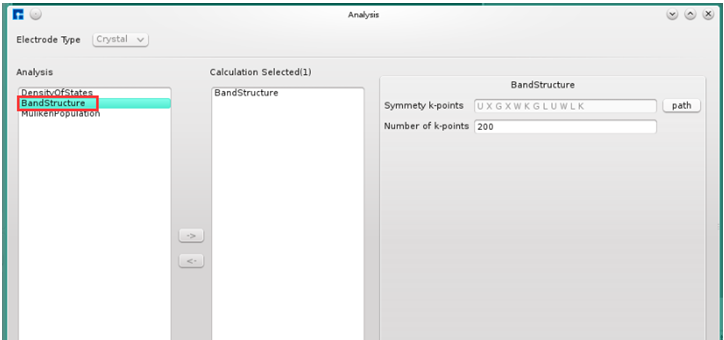 Analysis
Electrode Type Crystal
Analysis
DensityOfStates
BandStructure
MullikenPopulation
->
<-
Calculation Selected(1)
BandStructure
BandStructure
Symmety k-points U X G X W K G L U W L K path
Number of k-points 200